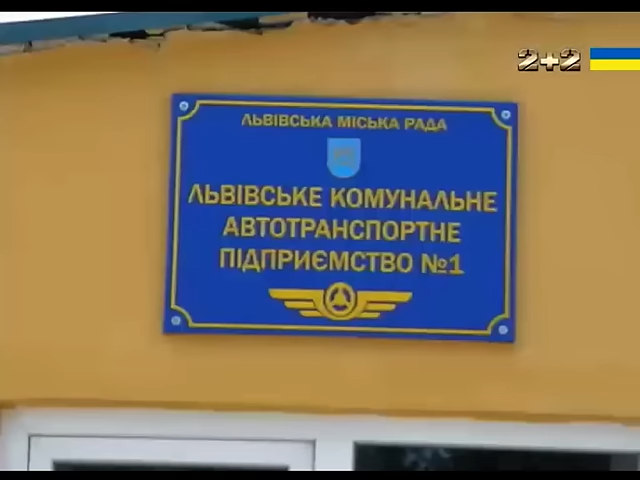 2+2
ЛЬВІВСЬКА МІСЬКА РАДА
ЛЬВІВСЬКЕ КОМУНАЛЬНЕ
АВТОТРАНСПОРТНЕ
ПІДПРИЄМСТВО №1